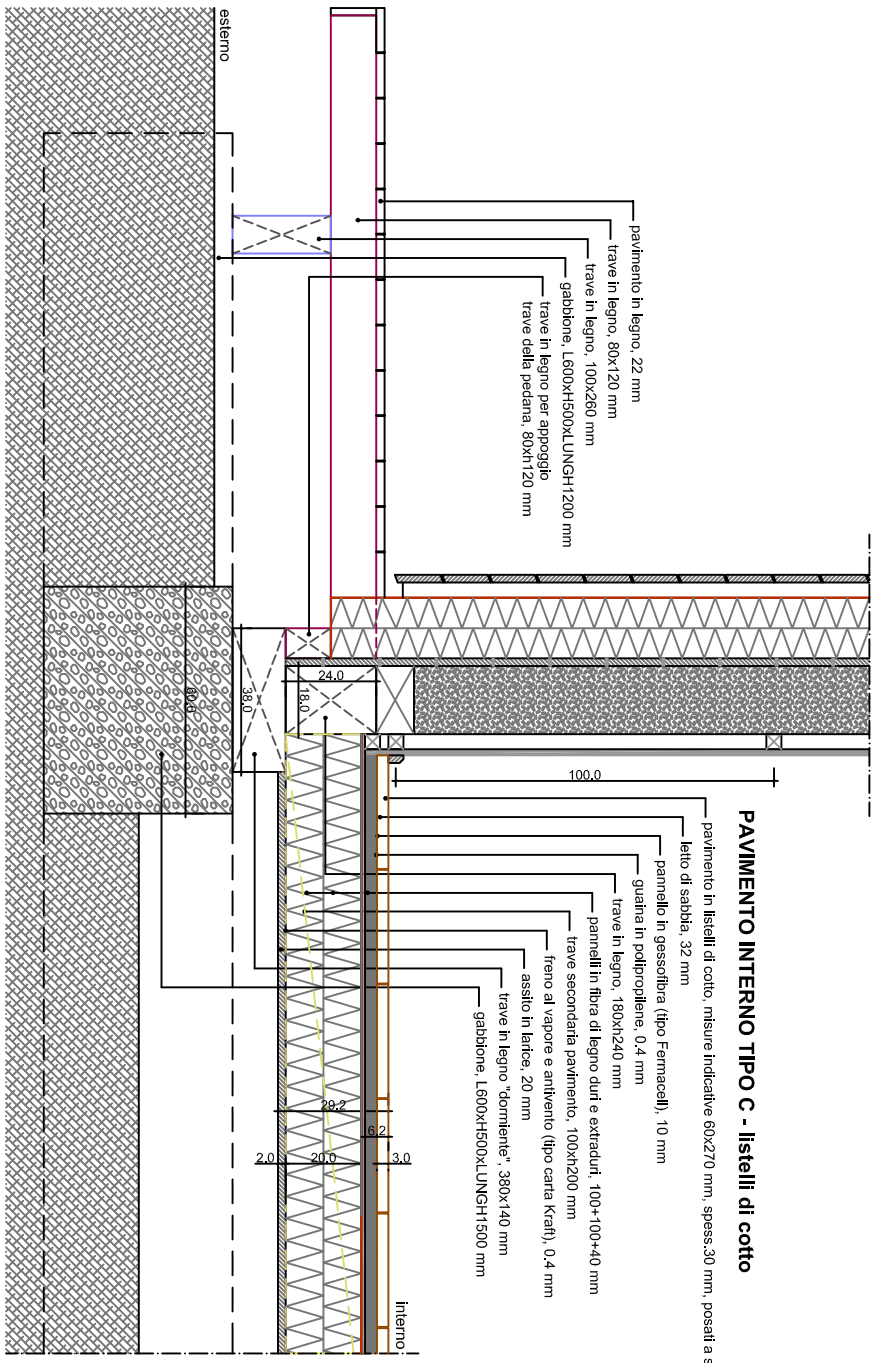 PAVIMENTO INTERNO TIPO C - listelli di cotto
pavimento in listelli di cotto, misure indicative 60x270 mm, spess.30 mm, posati a s
letto di sabbia, 32 mm
pannello in gessofibra (tipo Fermacell), 10 mm
guaina in polipropilene, 0.4 mm
trave in legno, 180xh240 mm
pannelli in fibra di legno duri e extraduri, 100+100+40 mm
trave secondaria pavimento, 100xh200 mm
freno al vapore e antivento (tipo carta Kraft), 0.4 mm
assito in larice, 20 mm
trave in legno "dormiente", 380x140 mm
gabbione, L600xH500xLUNGH1500 mm
pavimento in legno, 22 mm
trave in legno, 80x120 mm
trave in legno, 100x260 mm
gabbione, L600xH500xLUNGH1200 mm
trave in legno per appoggio
trave della pedana, 80xh120 mm
esterno
interno
100.0
24.0
18.0
38.0
60.0
29.2
6.2
3.0
20.0
2.0